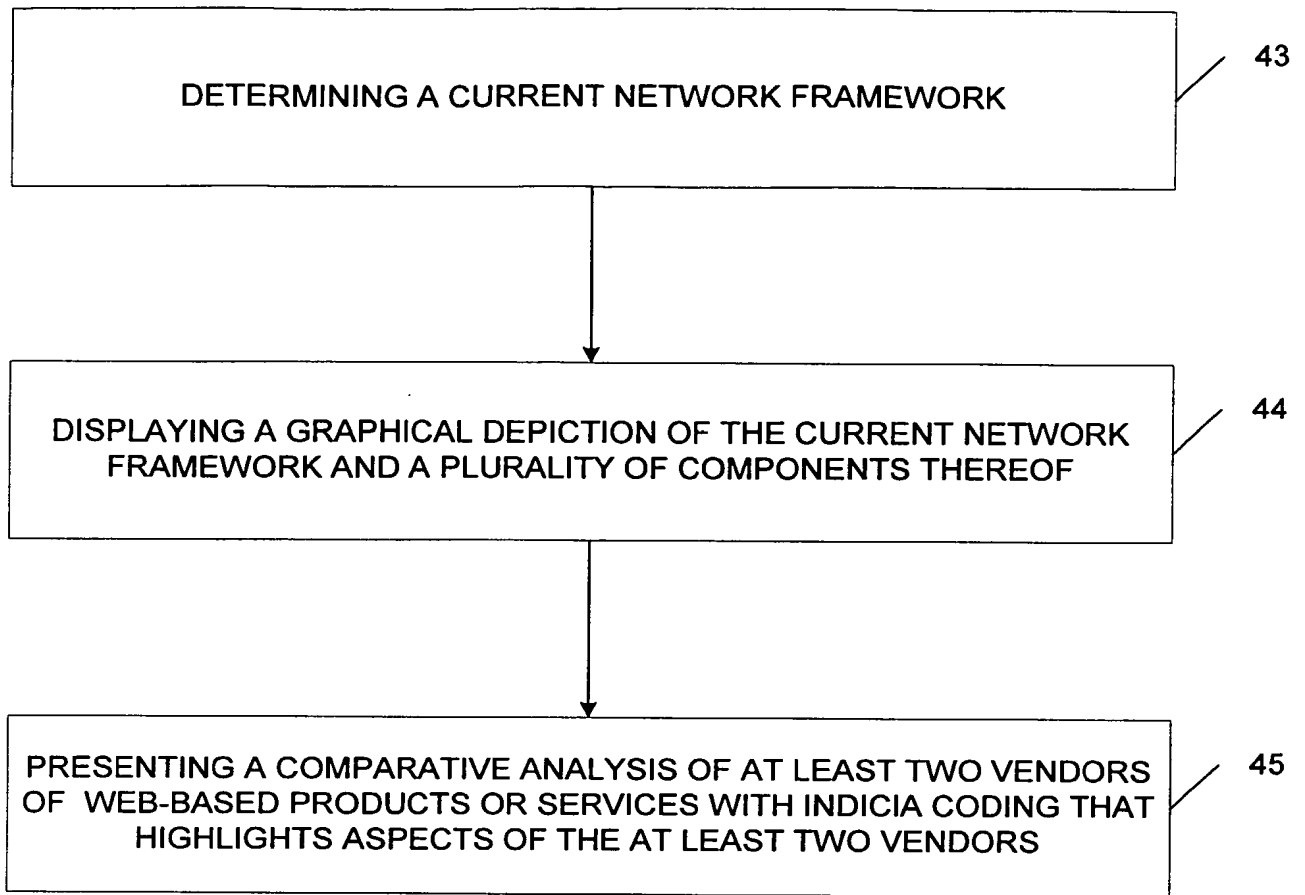 DETERMINING A CURRENT NETWORK FRAMEWORK
43
DISPLAYING A GRAPHICAL DEPICTION OF THE CURRENT NETWORK
FRAMEWORK AND A PLURALITY OF COMPONENTS THEREOF
44
PRESENTING A COMPARATIVE ANALYSIS OF AT LEAST TWO VENDORS
OF WEB-BASED PRODUCTS OR SERVICES WITH INDICIA CODING THAT
HIGHLIGHTS ASPECTS OF THE AT LEAST TWO VENDORS
45